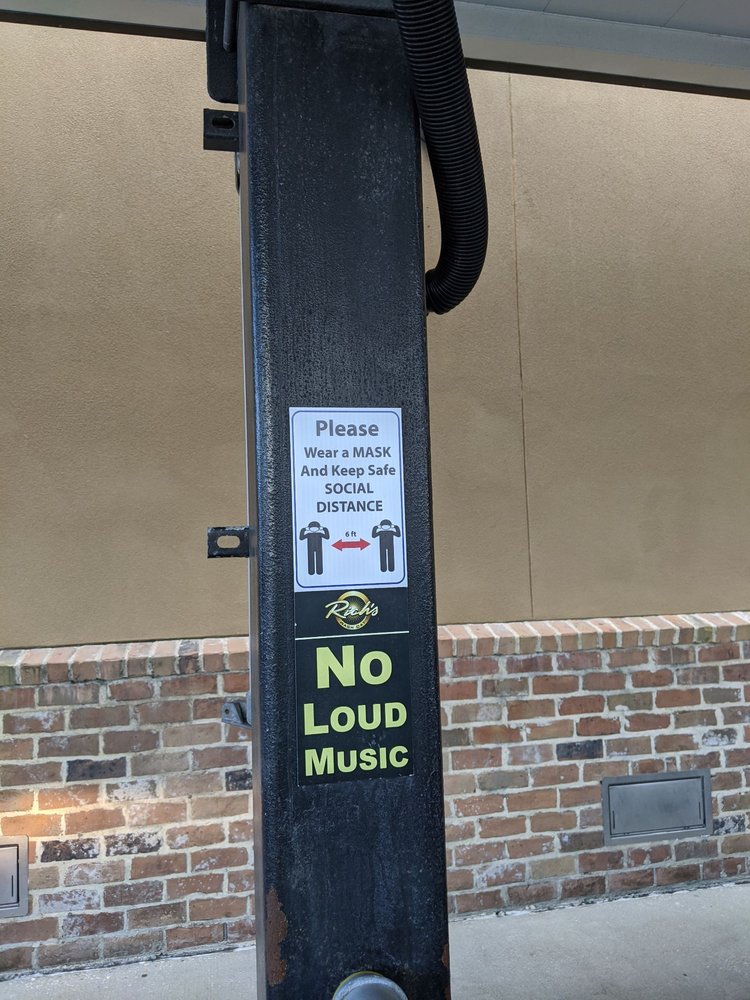 Please
Wear a MASK
And Keep Safe
SOCIAL
DISTANCE
6 ft
Rich's
NO
LOUD
MUSIC